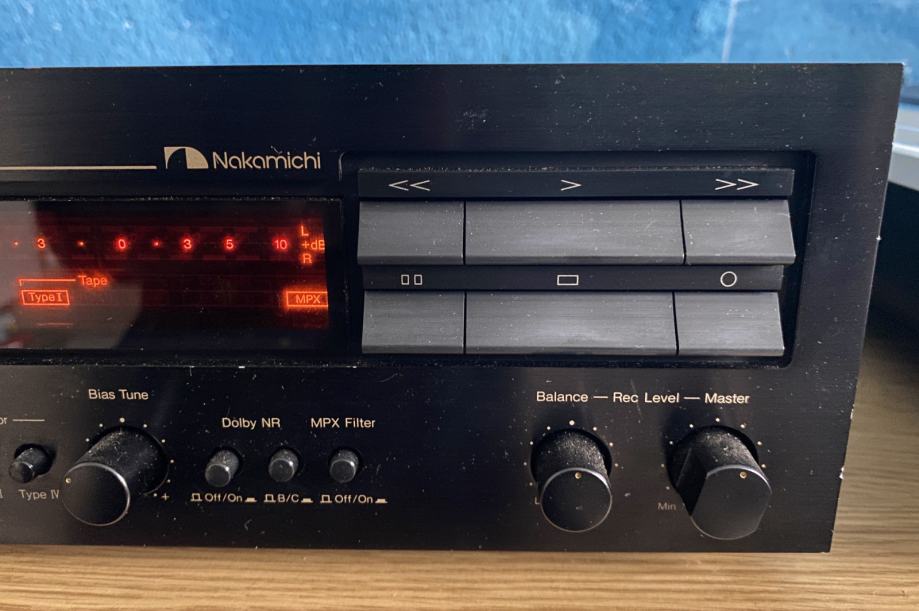 Nakamichi
<< > >>
L
3 0 3 5 10 +dB
R
Tape
Type I MPX
Bias Tune
Balance — Rec Level — Master
Dolby NR MPX Filter
+
Type IV
Off/On B/C Off/On
Min